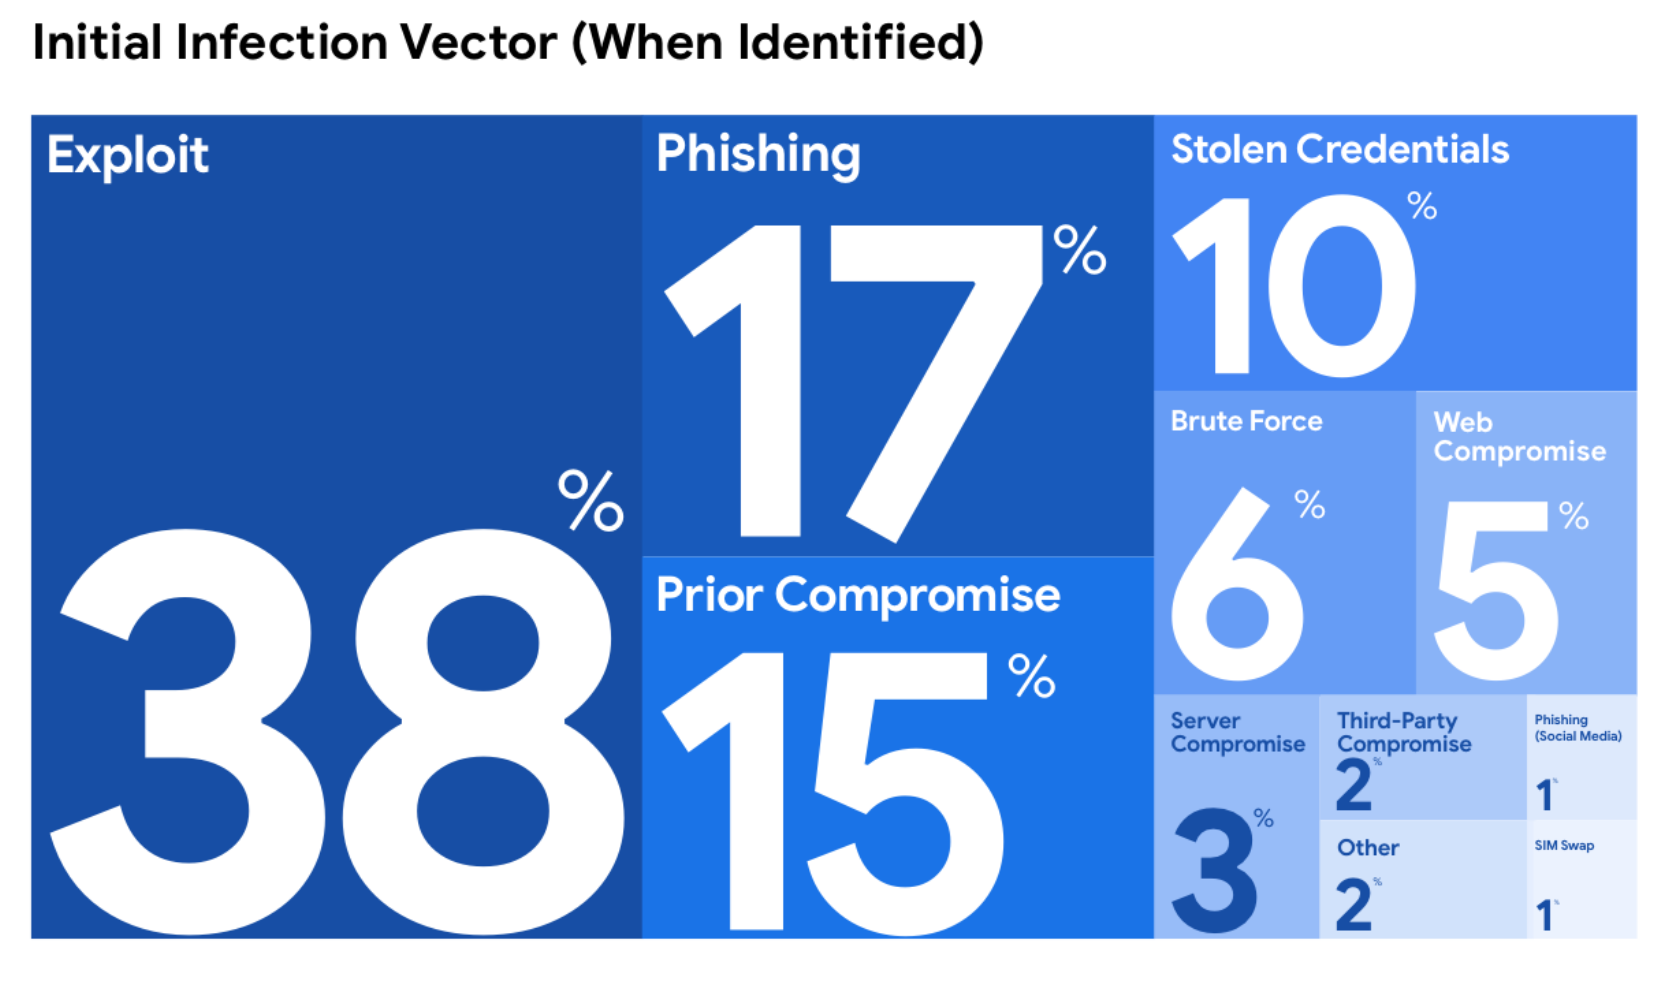 Initial Infection Vector (When Identified)
Exploit
38%
Phishing
17%
Prior Compromise
15%
Stolen Credentials
10%
Brute Force
6%
Web
Compromise
5%
Server
Compromise
3%
Third-Party
Compromise
2%
Phishing
(Social Media)
1%
Other
2%
SIM Swap
1%